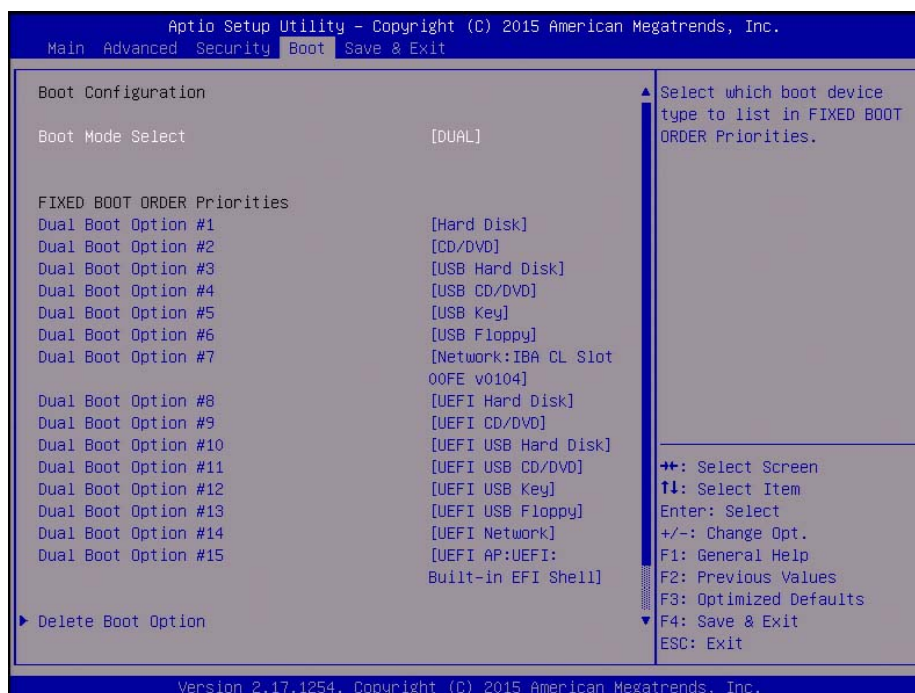 Aptio Setup Utility – Copyright (C) 2015 American Megatrends, Inc.
Main Advanced Security Boot Save & Exit
Boot Configuration
Boot Mode Select [DUAL]
FIXED BOOT ORDER Priorities
Dual Boot Option #1 [Hard Disk]
Dual Boot Option #2 [CD/DVD]
Dual Boot Option #3 [USB Hard Disk]
Dual Boot Option #4 [USB CD/DVD]
Dual Boot Option #5 [USB Key]
Dual Boot Option #6 [USB Floppy]
Dual Boot Option #7 [Network:IBA CL Slot
00FE v0104]
Dual Boot Option #8 [UEFI Hard Disk]
Dual Boot Option #9 [UEFI CD/DVD]
Dual Boot Option #10 [UEFI USB Hard Disk]
Dual Boot Option #11 [UEFI USB CD/DVD]
Dual Boot Option #12 [UEFI USB Key]
Dual Boot Option #13 [UEFI USB Floppy]
Dual Boot Option #14 [UEFI Network]
Dual Boot Option #15 [UEFI AP:UEFI:
Built-in EFI Shell]
Delete Boot Option
Select which boot device
type to list in FIXED BOOT
ORDER Priorities.
→←: Select Screen
↑↓: Select Item
Enter: Select
+/-: Change Opt.
F1: General Help
F2: Previous Values
F3: Optimized Defaults
F4: Save & Exit
ESC: Exit
Version 2.17.1254. Copyright (C) 2015 American Megatrends, Inc.